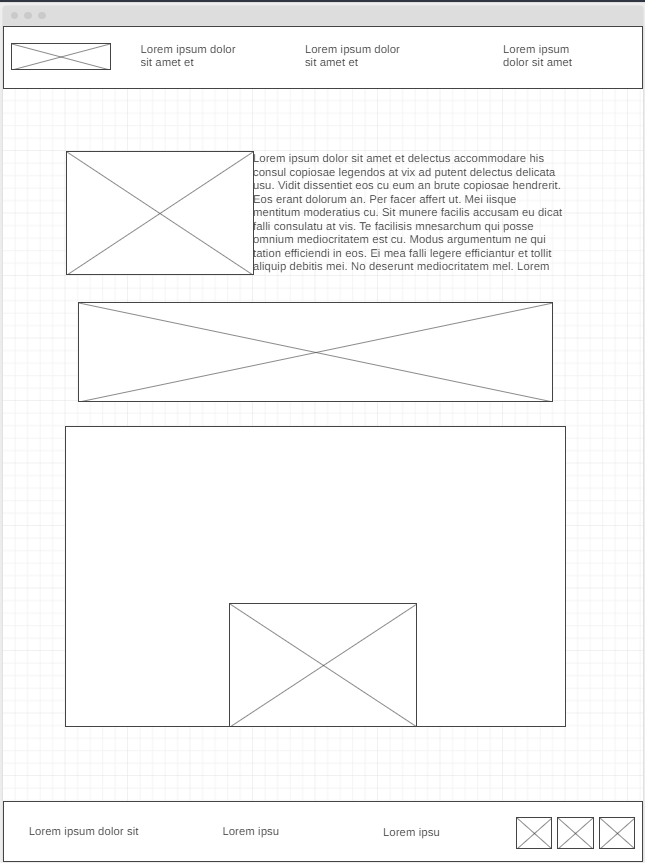 Lorem ipsum dolor
sit amet et
Lorem ipsum dolor
sit amet et
Lorem ipsum
dolor sit amet
Lorem ipsum dolor sit amet et delectus accommodare his
consul copiosae legendos at vix ad putent delectus delicata
usu. Vidit dissentiet eos cu eum an brute copiosae hendrerit.
Eos erant dolorum an. Per facer affert ut. Mei iisque
mentitum moderatius cu. Sit munere facilis accusam eu dicat
falli consulatu at vis. Te facilisis mnesarchum qui posse
omnium mediocritatem est cu. Modus argumentum ne qui
tation efficiendi in eos. Ei mea falli legere efficiantur et tollit
aliquip debitis mei. No deserunt mediocritatem mel. Lorem
Lorem ipsum dolor sit
Lorem ipsu
Lorem ipsu